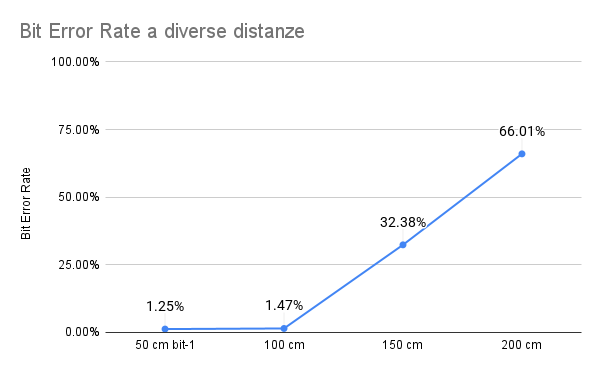 Bit Error Rate a diverse distanze
100.00%
75.00%
50.00%
25.00%
0.00%
Bit Error Rate
1.25%
1.47%
32.38%
66.01%
50 cm bit-1
100 cm
150 cm
200 cm